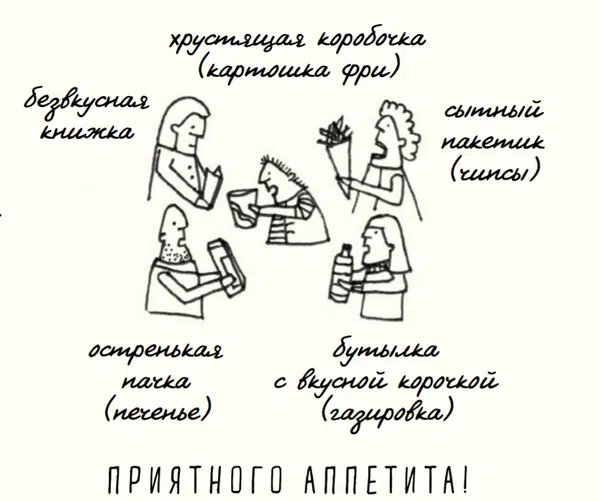 хрустящая коробочка
(картошка фри)
безвкусная
книжка
сытный
пакетик
(чипсы)
остренькая
пачка
(печенье)
бутылка
с вкусной корочкой
(газировка)
ПРИЯТНОГО АППЕТИТА!